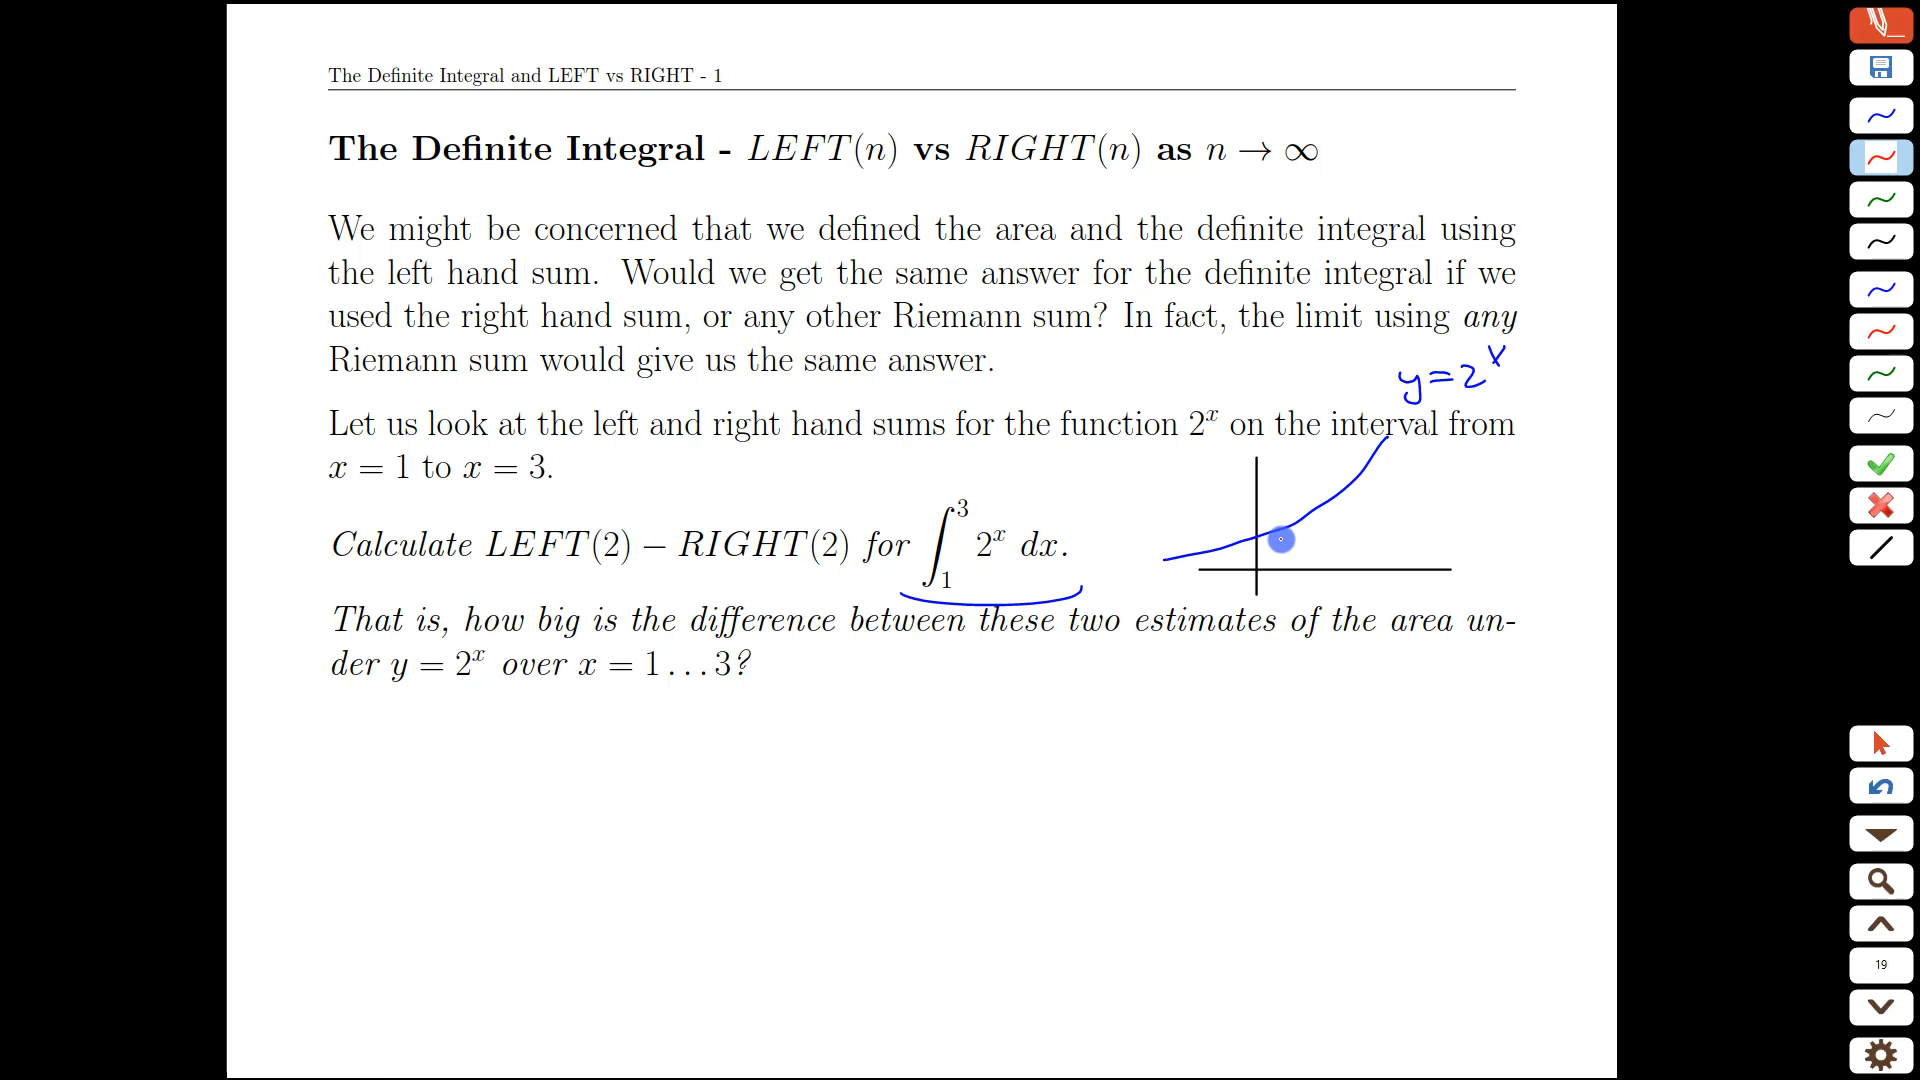 The Definite Integral and LEFT vs RIGHT - 1
The Definite Integral - LEFT(n) vs RIGHT(n) as n → ∞
We might be concerned that we defined the area and the definite integral using
the left hand sum. Would we get the same answer for the definite integral if we
used the right hand sum, or any other Riemann sum? In fact, the limit using any
Riemann sum would give us the same answer.
y=2^x
Let us look at the left and right hand sums for the function 2^x on the interval from
x = 1 to x = 3.
Calculate LEFT(2) − RIGHT(2) for ∫_1^3 2^x dx.
That is, how big is the difference between these two estimates of the area un-
der y = 2^x over x = 1 . . . 3?
19